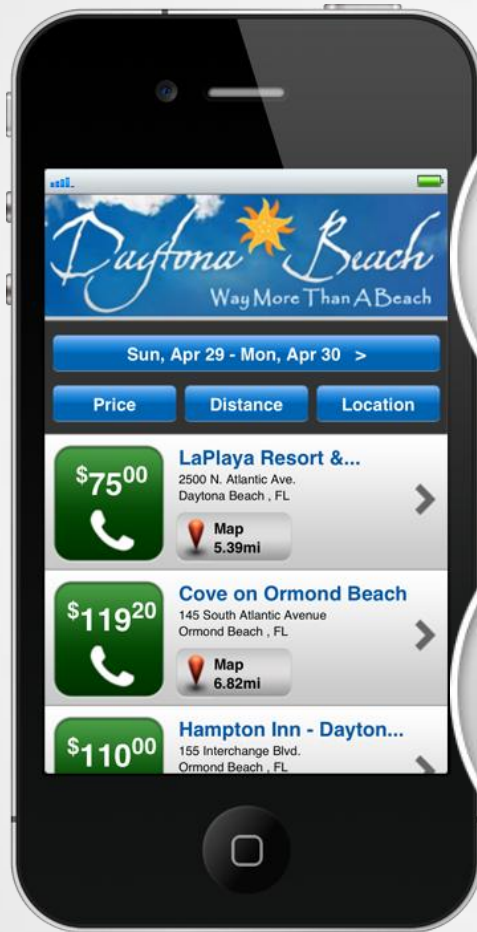 Daytona Beach
Way More Than A Beach
Sun, Apr 29 - Mon, Apr 30 >
Price Distance Location
$7500
LaPlaya Resort &...
2500 N. Atlantic Ave.
Daytona Beach , FL
Map
5.39mi
$11920
Cove on Ormond Beach
145 South Atlantic Avenue
Ormond Beach , FL
Map
6.82mi
$11000
Hampton Inn - Dayton...
155 Interchange Blvd.
Ormond Beach , FL